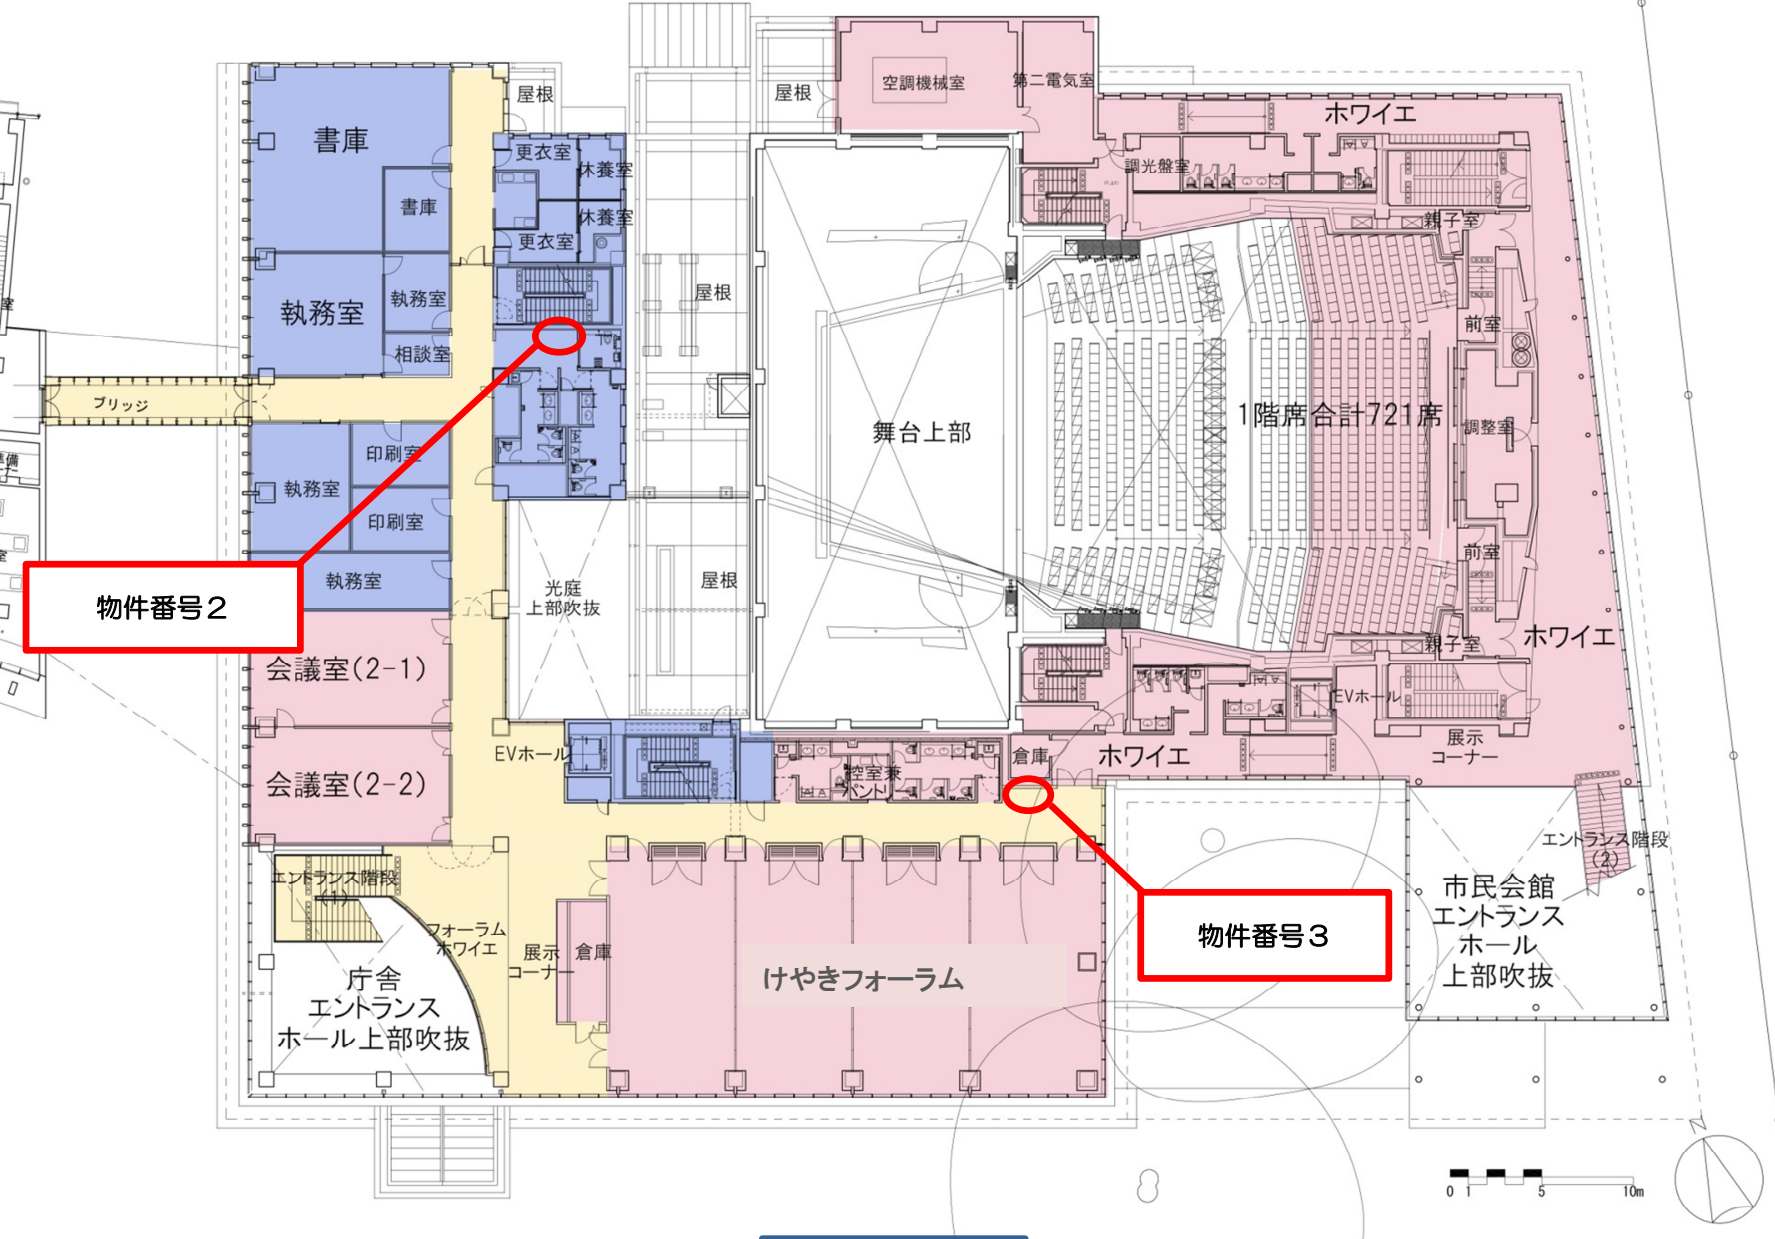 空調機械室
第二電気室
屋根
屋根
ホワイエ
書庫
更衣室
休養室
調光盤室
書庫
休養室
更衣室
親子室
執務室
執務室
屋根
前室
相談室
ブリッジ
1階席合計721席
舞台上部
調整室
印刷室
執務室
印刷室
前室
執務室
光庭
上部吹抜
屋根
物件番号2
ホワイエ
親子室
会議室(2-1)
EVホール
EVホール
倉庫
ホワイエ
展示
コーナー
会議室(2-2)
控室兼
パントリ
エントランス階段
(2)
エントランス階段
(1)
市民会館
エントランス
ホール
上部吹抜
フォーラム
ホワイエ
展示
コーナー
倉庫
けやきフォーラム
物件番号3
庁舎
エントランス
ホール上部吹抜
N
0 1 5 10m